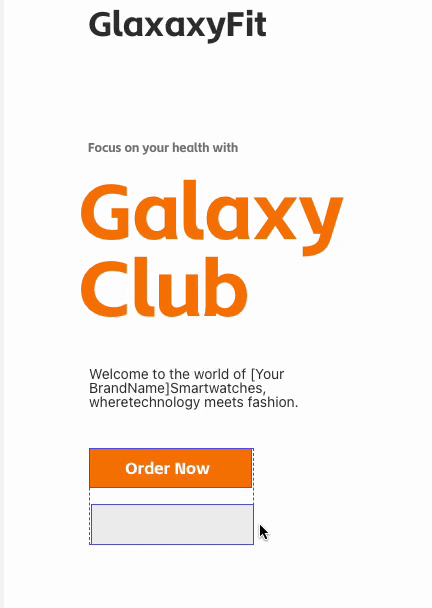 GlaxaxyFit
Focus on your health with
Galaxy
Club
Welcome to the world of [Your
BrandName]Smartwatches,
wheretechnology meets fashion.
Order Now